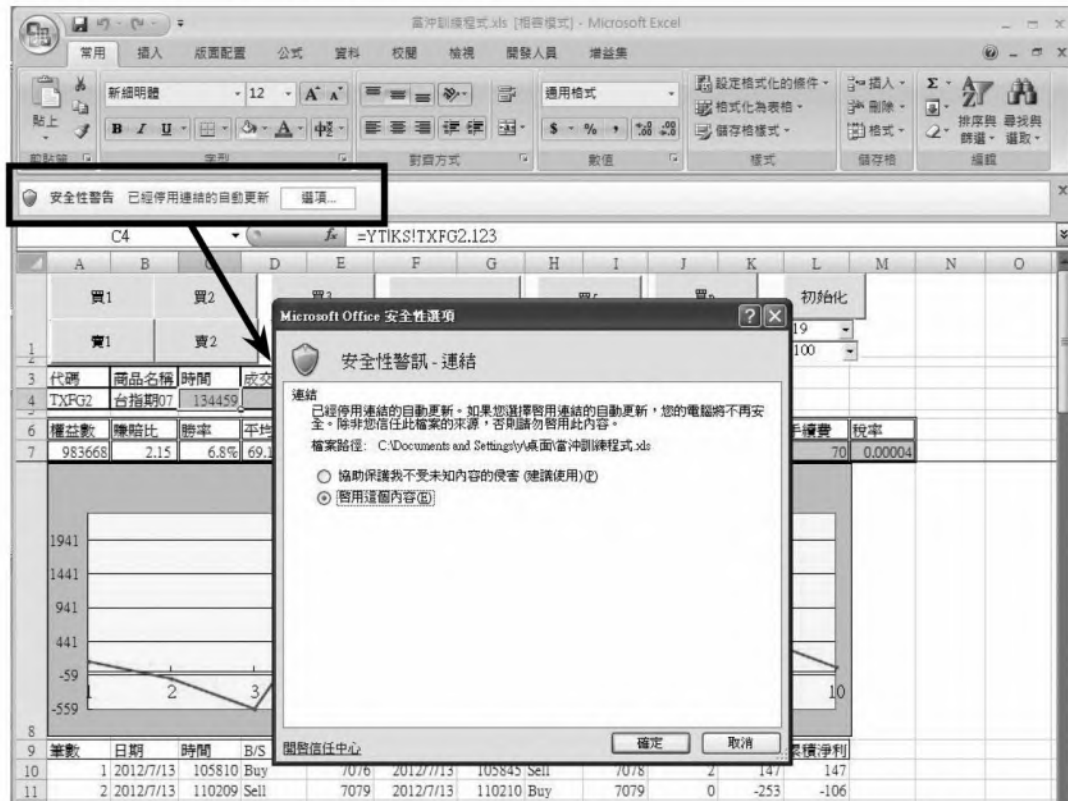 當沖訓練程式.xls [相容模式] - Microsoft Excel
常用 插入 版面配置 公式 資料 校閱 檢視 開發人員 增益集
貼上 新細明體 12 通用格式 設定格式化的條件 格式化為表格 儲存格樣式 插入 刪除 格式 排序與篩選 尋找與選取
剪貼簿 字型 對齊方式 數值 樣式 儲存格 編輯
安全性警告 已經停用連結的自動更新 選項...
C4 fx =YT|KS!TXFG2.123
A B C D E F G H I J K L M N O
買1 買2 買3 初始化
賣1 賣2 19
100
3 代碼 商品名稱 時間 成交
4 TXFG2 台指期07 134459
6 權益數 賺賠比 勝率 平均 手續費 稅率
7 983668 2.15 6.8% 69.1 70 0.00004
Microsoft Office 安全性選項
安全性警訊 - 連結
連結
已經停用連結的自動更新。如果您選擇啟用連結的自動更新，您的電腦將不再安
全。除非您信任此檔案的來源，否則請勿啟用此內容。
檔案路徑: C:\Documents and Settings\y\桌面\當沖訓練程式.xls
協助保護我不受未知內容的侵害 (建議使用)(P)
啟用這個內容(E)
開啟信任中心 確定 取消
1941
1441
941
441
-59
-559
1 2 3 10
8
9 筆數 日期 時間 B/S 累積淨利
10 1 2012/7/13 105810 Buy 7076 2012/7/13 105845 Sell 7078 2 147 147
11 2 2012/7/13 110209 Sell 7079 2012/7/13 110210 Buy 7079 0 -253 -106